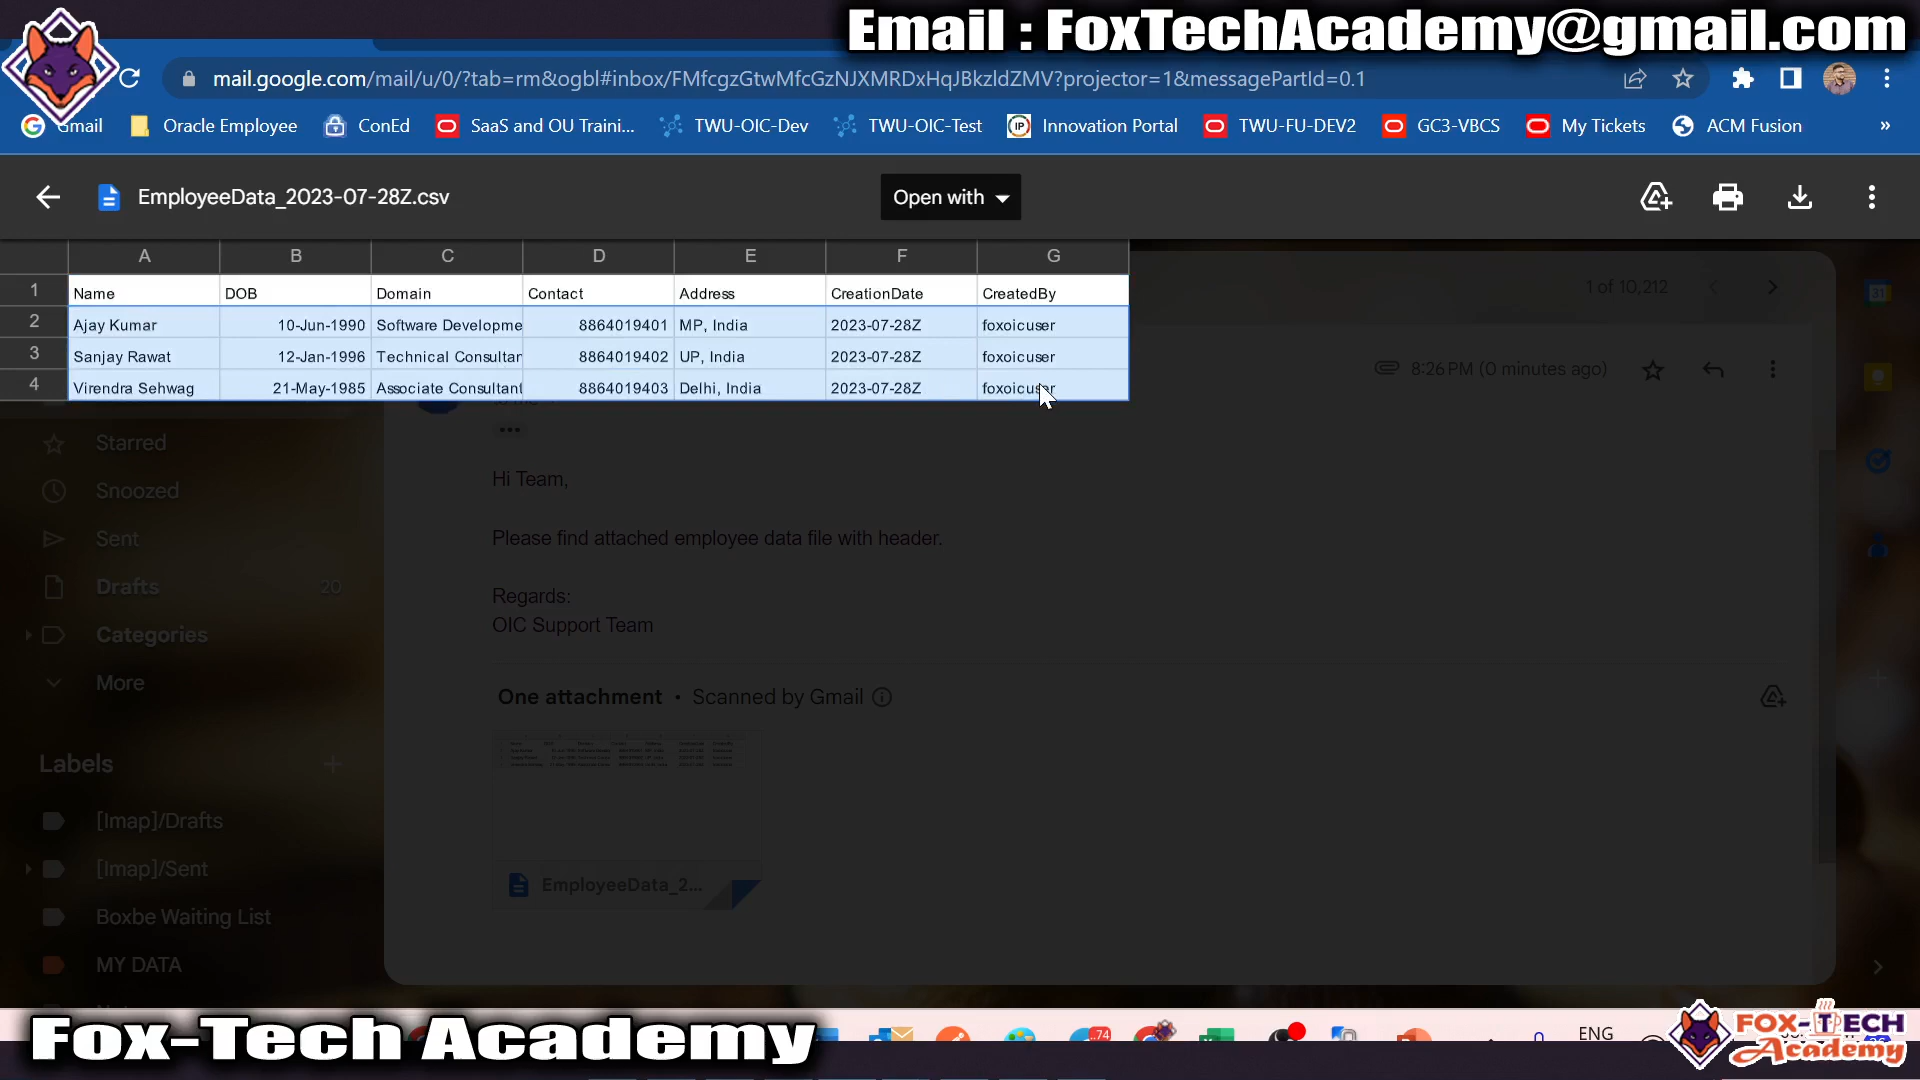 Email : FoxTechAcademy@gmail.com
mail.google.com/mail/u/0/?tab=rm&ogbl#inbox/FMfcgzGtwMfcGzNJXMRDxHqJBkzldZMV?projector=1&messagePartId=0.1
Gmail Oracle Employee ConEd SaaS and OU Traini... TWU-OIC-Dev TWU-OIC-Test Innovation Portal TWU-FU-DEV2 GC3-VBCS My Tickets ACM Fusion »
EmployeeData_2023-07-28Z.csv Open with
A B C D E F G
1 Name DOB Domain Contact Address CreationDate CreatedBy
2 Ajay Kumar 10-Jun-1990 Software Developme 8864019401 MP, India 2023-07-28Z foxoicuser
3 Sanjay Rawat 12-Jan-1996 Technical Consultan 8864019402 UP, India 2023-07-28Z foxoicuser
4 Virendra Sehwag 21-May-1985 Associate Consultant 8864019403 Delhi, India 2023-07-28Z foxoicuser
1 of 10,212
8:26 PM (0 minutes ago)
Starred
Snoozed
Sent
Drafts 20
Categories
More
Labels
[Imap]/Drafts
[Imap]/Sent
Boxbe Waiting List
MY DATA
Hi Team,
Please find attached employee data file with header.
Regards:
OIC Support Team
One attachment • Scanned by Gmail
EmployeeData_2...
31
Fox-Tech Academy
74
ENG
FOX-TECH
Academy